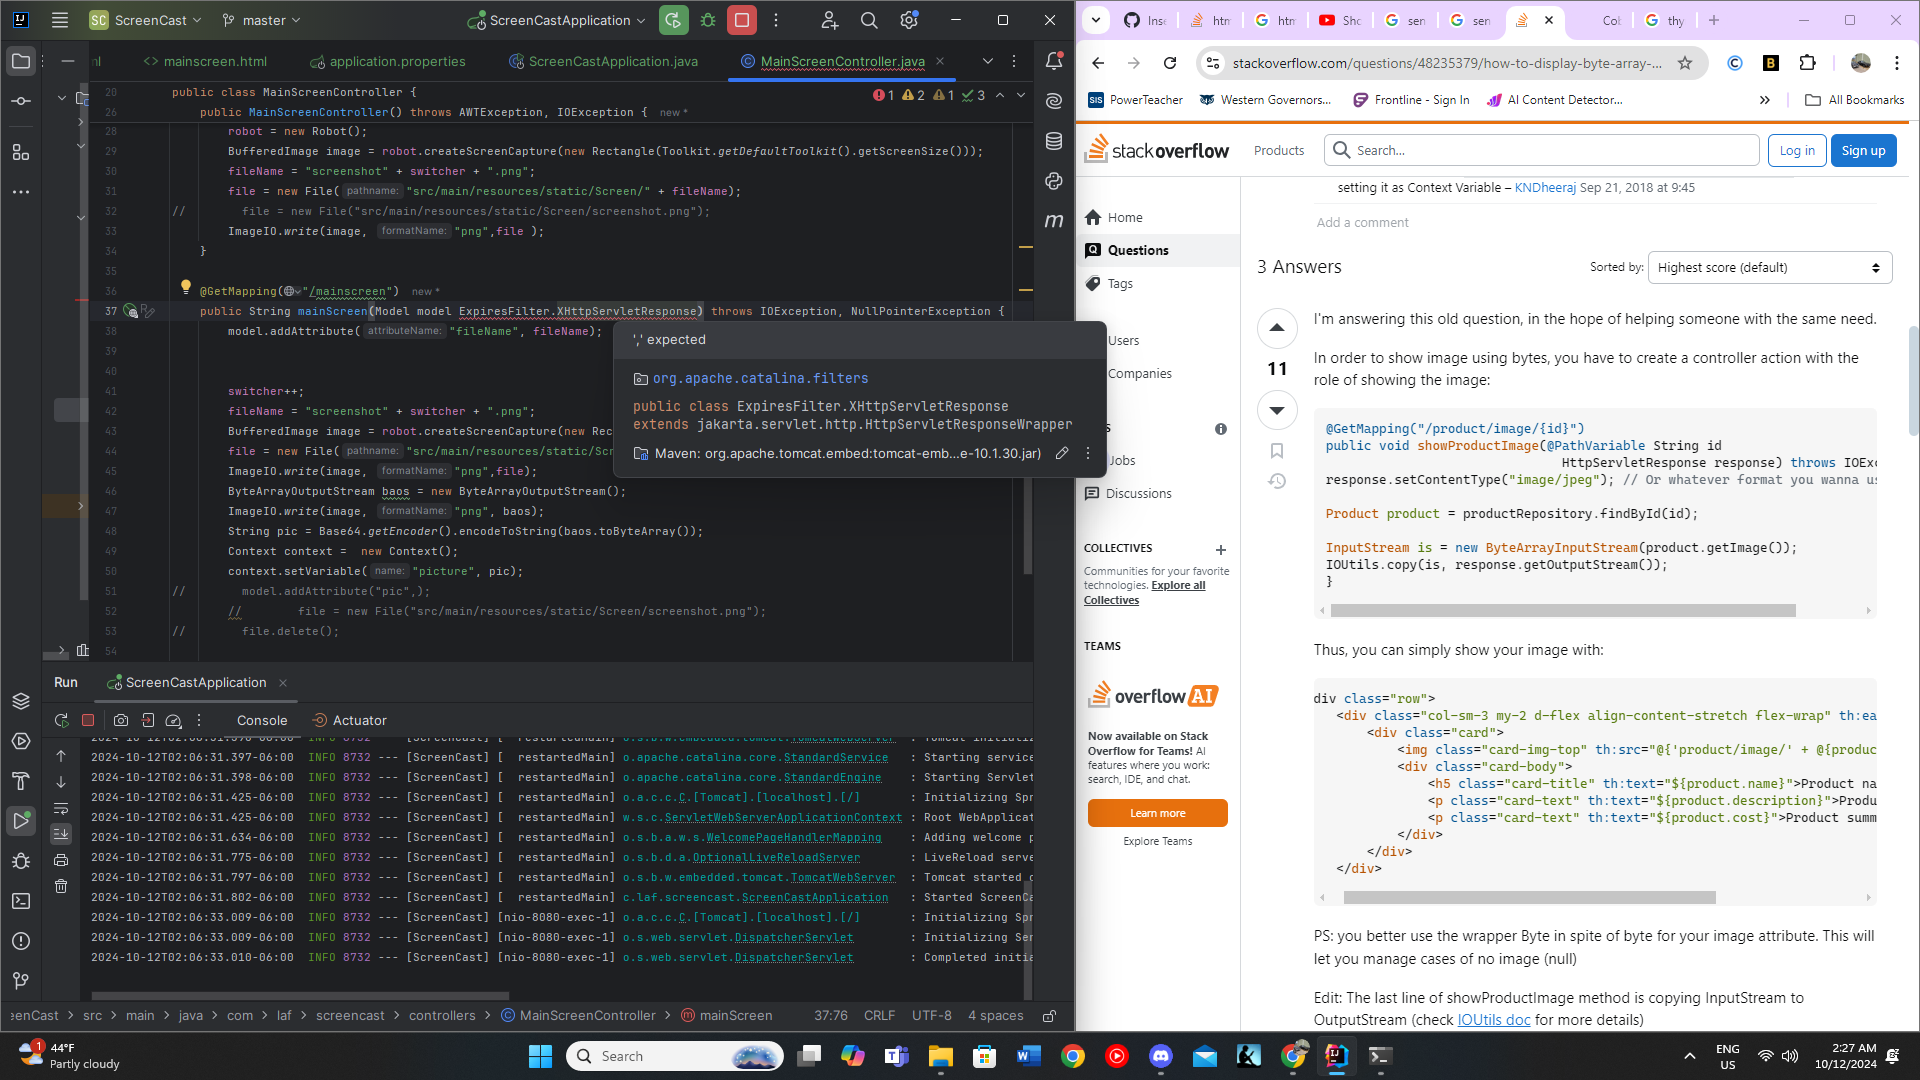 SC ScreenCast
master
ScreenCastApplication
Inse
htm
htm
Sho
sen
sen
Cob
thy
mainscreen.html
application.properties
ScreenCastApplication.java
MainScreenController.java
stackoverflow.com/questions/48235379/how-to-display-byte-array-...
PowerTeacher
Western Governors...
Frontline - Sign In
AI Content Detector...
All Bookmarks
20 public class MainScreenController {
1 2 1 3
26 public MainScreenController() throws AWTException, IOException { new *
28 robot = new Robot();
29 BufferedImage image = robot.createScreenCapture(new Rectangle(Toolkit.getDefaultToolkit().getScreenSize()));
30 fileName = "screenshot" + switcher + ".png";
31 file = new File( pathname: "src/main/resources/static/Screen/" + fileName);
32 // file = new File("src/main/resources/static/Screen/screenshot.png");
33 ImageIO.write(image, formatName: "png",file );
34 }
35
36 @GetMapping("/mainscreen") new *
37 public String mainScreen(Model model ExpiresFilter.XHttpServletResponse) throws IOException, NullPointerException {
38 model.addAttribute( attributeName: "fileName", fileName);
39
40
41 switcher++;
42 fileName = "screenshot" + switcher + ".png";
43 BufferedImage image = robot.createScreenCapture(new Rec
44 file = new File( pathname: "src/main/resources/static/Scr
45 ImageIO.write(image, formatName: "png",file);
46 ByteArrayOutputStream baos = new ByteArrayOutputStream();
47 ImageIO.write(image, formatName: "png", baos);
48 String pic = Base64.getEncoder().encodeToString(baos.toByteArray());
49 Context context = new Context();
50 context.setVariable( name: "picture", pic);
51 // model.addAttribute("pic",);
52 // file = new File("src/main/resources/static/Screen/screenshot.png");
53 // file.delete();
54
',' expected
org.apache.catalina.filters
public class ExpiresFilter.XHttpServletResponse
extends jakarta.servlet.http.HttpServletResponseWrapper
Maven: org.apache.tomcat.embed:tomcat-emb...e-10.1.30.jar)
Run
ScreenCastApplication
Console
Actuator
2024-10-12T02:06:31.397-06:00 INFO 8732 --- [ScreenCast] [ restartedMain] o.apache.catalina.core.StandardService : Starting service
2024-10-12T02:06:31.398-06:00 INFO 8732 --- [ScreenCast] [ restartedMain] o.apache.catalina.core.StandardEngine : Starting Servlet
2024-10-12T02:06:31.425-06:00 INFO 8732 --- [ScreenCast] [ restartedMain] o.a.c.c.C.[Tomcat].[localhost].[/] : Initializing Spr
2024-10-12T02:06:31.425-06:00 INFO 8732 --- [ScreenCast] [ restartedMain] w.s.c.ServletWebServerApplicationContext : Root WebApplicat
2024-10-12T02:06:31.634-06:00 INFO 8732 --- [ScreenCast] [ restartedMain] o.s.b.a.w.s.WelcomePageHandlerMapping : Adding welcome p
2024-10-12T02:06:31.775-06:00 INFO 8732 --- [ScreenCast] [ restartedMain] o.s.b.d.a.OptionalLiveReloadServer : LiveReload serve
2024-10-12T02:06:31.797-06:00 INFO 8732 --- [ScreenCast] [ restartedMain] o.s.b.w.embedded.tomcat.TomcatWebServer : Tomcat started o
2024-10-12T02:06:31.802-06:00 INFO 8732 --- [ScreenCast] [ restartedMain] c.laf.screencast.ScreenCastApplication : Started ScreenCa
2024-10-12T02:06:33.009-06:00 INFO 8732 --- [ScreenCast] [nio-8080-exec-1] o.a.c.c.C.[Tomcat].[localhost].[/] : Initializing Spr
2024-10-12T02:06:33.009-06:00 INFO 8732 --- [ScreenCast] [nio-8080-exec-1] o.s.web.servlet.DispatcherServlet : Initializing Ser
2024-10-12T02:06:33.010-06:00 INFO 8732 --- [ScreenCast] [nio-8080-exec-1] o.s.web.servlet.DispatcherServlet : Completed initia
eenCast > src > main > java > com > laf > screencast > controllers > MainScreenController > mainScreen
37:76 CRLF UTF-8 4 spaces
stackoverflow
Products
Search...
Log in
Sign up
Home
Questions
Tags
Users
Companies
S
Jobs
Discussions
COLLECTIVES
Communities for your favorite
technologies. Explore all
Collectives
TEAMS
overflow AI
Now available on Stack
Overflow for Teams! AI
features where you work:
search, IDE, and chat.
Learn more
Explore Teams
setting it as Context Variable – KNDheeraj Sep 21, 2018 at 9:45
Add a comment
3 Answers
Sorted by: Highest score (default)
11
I'm answering this old question, in the hope of helping someone with the same need.
In order to show image using bytes, you have to create a controller action with the
role of showing the image:
@GetMapping("/product/image/{id}")
public void showProductImage(@PathVariable String id
HttpServletResponse response) throws IOExc
response.setContentType("image/jpeg"); // Or whatever format you wanna us
Product product = productRepository.findById(id);
InputStream is = new ByteArrayInputStream(product.getImage());
IOUtils.copy(is, response.getOutputStream());
}
Thus, you can simply show your image with:
div class="row">
<div class="col-sm-3 my-2 d-flex align-content-stretch flex-wrap" th:ea
<div class="card">
<img class="card-img-top" th:src="@{'product/image/' + @{produc
<div class="card-body">
<h5 class="card-title" th:text="${product.name}">Product na
<p class="card-text" th:text="${product.description}">Produ
<p class="card-text" th:text="${product.cost}">Product summ
</div>
</div>
</div>
PS: you better use the wrapper Byte in spite of byte for your image attribute. This will
let you manage cases of no image (null)
Edit: The last line of showProductImage method is copying InputStream to
OutputStream (check IOUtils doc for more details)
1
44°F
Partly cloudy
Search
ENG
US
2:27 AM
10/12/2024